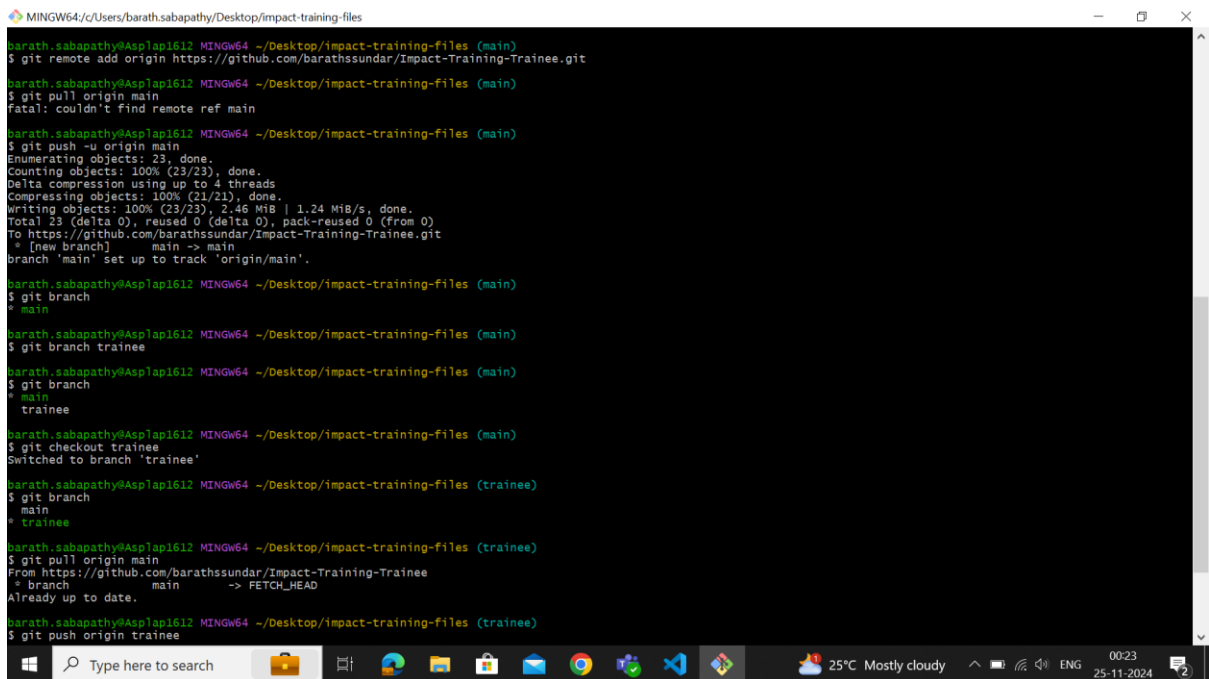 MINGW64:/c/Users/barath.sabapathy/Desktop/impact-training-files
barath.sabapathy@Asplap1612 MINGW64 ~/Desktop/impact-training-files (main)
$ git remote add origin https://github.com/barathssundar/Impact-Training-Trainee.git
barath.sabapathy@Asplap1612 MINGW64 ~/Desktop/impact-training-files (main)
$ git pull origin main
fatal: couldn't find remote ref main
barath.sabapathy@Asplap1612 MINGW64 ~/Desktop/impact-training-files (main)
$ git push -u origin main
Enumerating objects: 23, done.
Counting objects: 100% (23/23), done.
Delta compression using up to 4 threads
Compressing objects: 100% (21/21), done.
Writing objects: 100% (23/23), 2.46 MiB | 1.24 MiB/s, done.
Total 23 (delta 0), reused 0 (delta 0), pack-reused 0 (from 0)
To https://github.com/barathssundar/Impact-Training-Trainee.git
* [new branch] main -> main
branch 'main' set up to track 'origin/main'.
barath.sabapathy@Asplap1612 MINGW64 ~/Desktop/impact-training-files (main)
$ git branch
* main
barath.sabapathy@Asplap1612 MINGW64 ~/Desktop/impact-training-files (main)
$ git branch trainee
barath.sabapathy@Asplap1612 MINGW64 ~/Desktop/impact-training-files (main)
$ git branch
* main
trainee
barath.sabapathy@Asplap1612 MINGW64 ~/Desktop/impact-training-files (main)
$ git checkout trainee
Switched to branch 'trainee'
barath.sabapathy@Asplap1612 MINGW64 ~/Desktop/impact-training-files (trainee)
$ git branch
main
* trainee
barath.sabapathy@Asplap1612 MINGW64 ~/Desktop/impact-training-files (trainee)
$ git pull origin main
From https://github.com/barathssundar/Impact-Training-Trainee
* branch main -> FETCH_HEAD
Already up to date.
barath.sabapathy@Asplap1612 MINGW64 ~/Desktop/impact-training-files (trainee)
$ git push origin trainee
Type here to search
25°C Mostly cloudy
ENG
00:23
25-11-2024
2